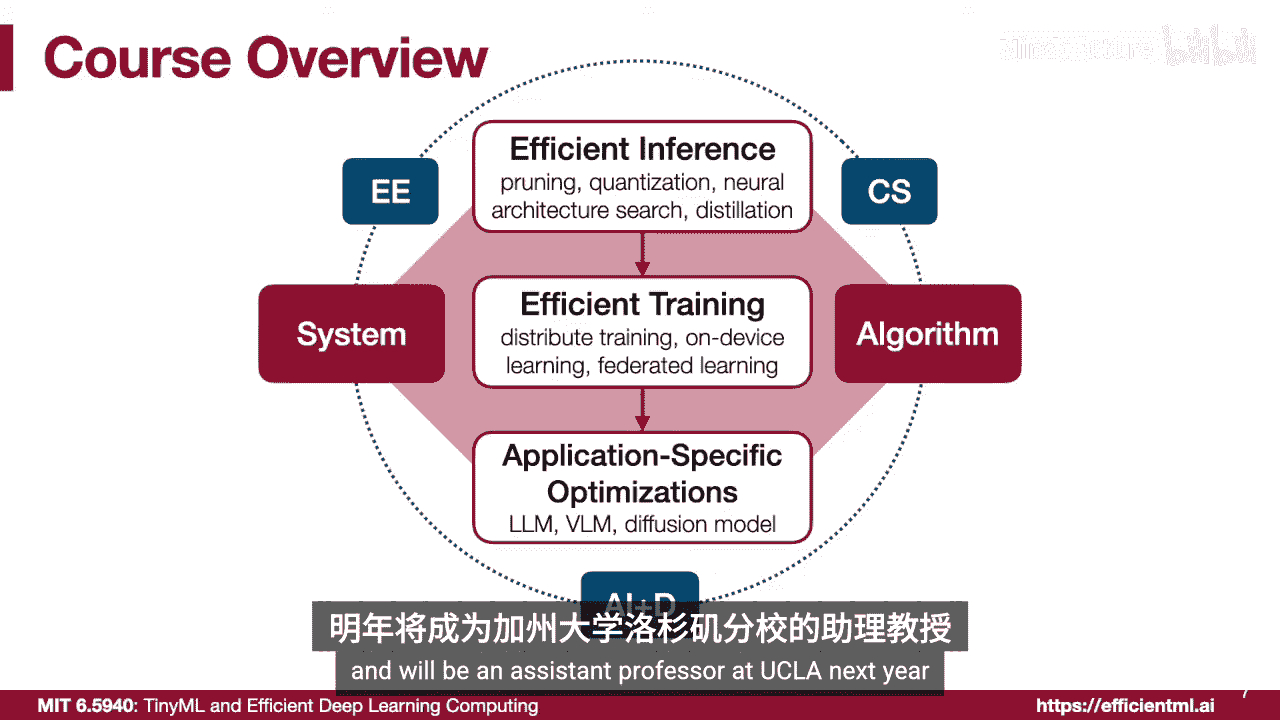 Course Overview
Efficient Inference
pruning, quantization, neural
architecture search, distillation
EE
CS
Efficient Training
distribute training, on-device
learning, federated learning
System
Algorithm
Application-Specific
Optimizations
LLM, VLM, diffusion model
AI+D
明年将成为加州大学洛杉矶分校的助理教授
and will be an assistant professor at UCLA next year
MIT 6.5940: TinyML and Efficient Deep Learning Computing
https://efficientml.ai
7